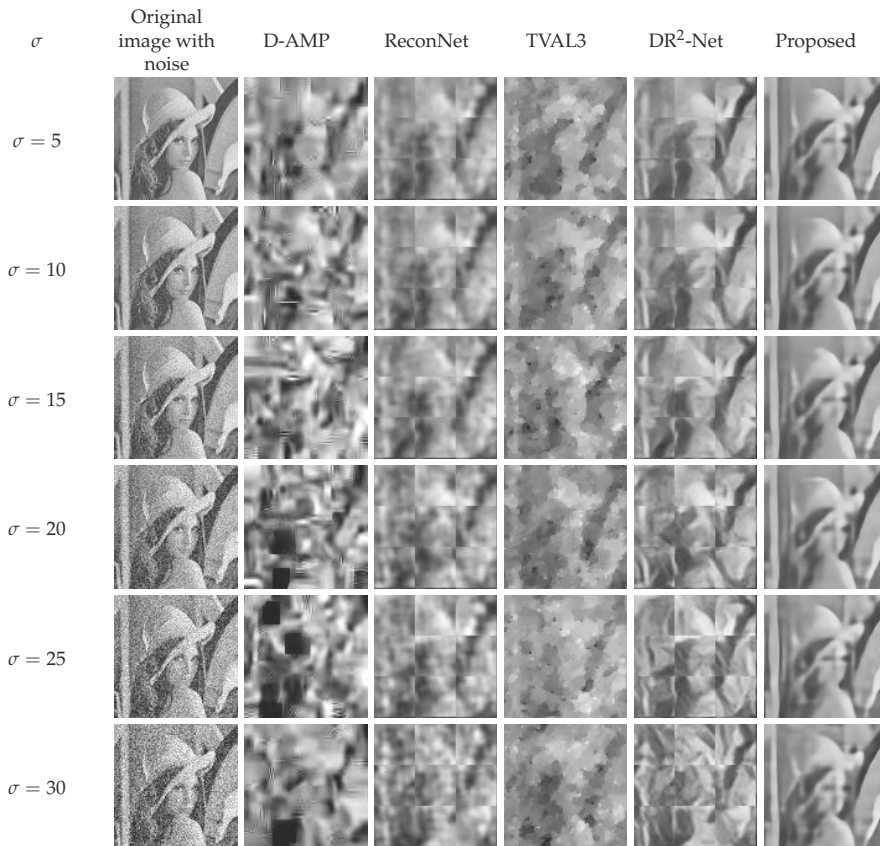 σ
Original
image with
noise
D-AMP
ReconNet
TVAL3
DR²-Net
Proposed
σ = 5
σ = 10
σ = 15
σ = 20
σ = 25
σ = 30